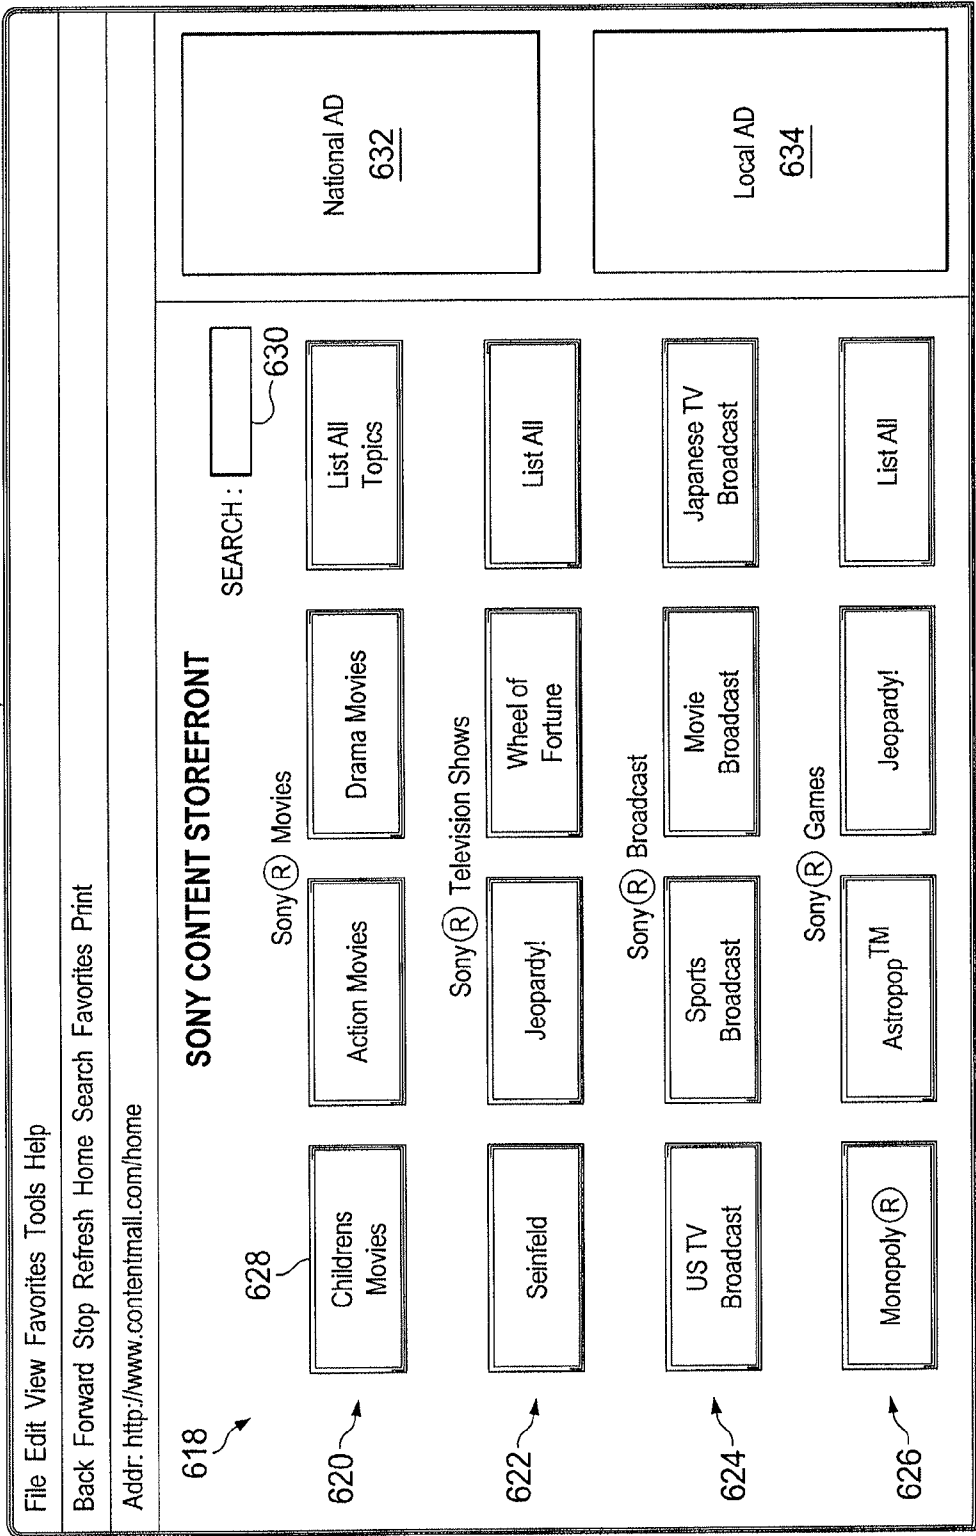 File Edit View Favorites Tools Help
Back Forward Stop Refresh Home Search Favorites Print
Addr: http://www.contentmall.com/home
618
SONY CONTENT STOREFRONT
SEARCH :
630
628
Sony® Movies
620
Childrens
Movies
Action Movies
Drama Movies
List All
Topics
Sony® Television Shows
622
Seinfeld
Jeopardy!
Wheel of
Fortune
List All
Sony® Broadcast
624
US TV
Broadcast
Sports
Broadcast
Movie
Broadcast
Japanese TV
Broadcast
Sony® Games
626
Monopoly®
Astropop™
Jeopardy!
List All
National AD
632
Local AD
634